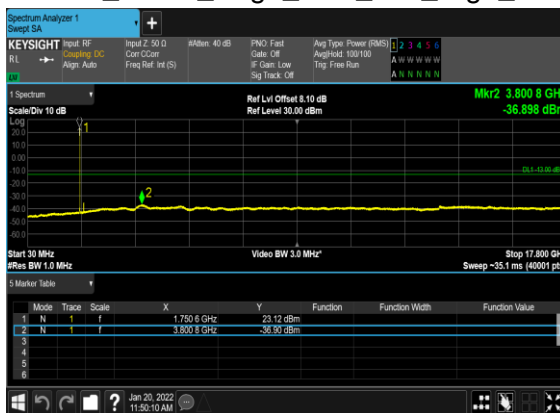 Spectrum Analyzer 1
Swept SA
+
KEYSIGHT Input: RF Input Z: 50 Ω #Atten: 40 dB PNO: Fast Avg Type: Power (RMS) 1 2 3 4 5 6
RL Coupling: DC Corr CCorr Gate: Off Avg|Hold: 100/100 A W W W W W
Align: Auto Freq Ref: Int (S) IF Gain: Low Trig: Free Run
LU Sig Track: Off A N N N N N
1 Spectrum Ref Lvl Offset 8.10 dB Mkr2 3.800 8 GH
Scale/Div 10 dB Ref Level 30.00 dBm -36.898 dBr
Log
20.0
10.0
0.00
-10.0
-20.0
-30.0
-40.0
-50.0
-60.0
1
2
DL1 -13.00 dB
Start 30 MHz Video BW 3.0 MHz* Stop 17.800 GH
#Res BW 1.0 MHz Sweep ~35.1 ms (40001 pt
5 Marker Table
Mode Trace Scale X Y Function Function Width Function Value
1 N 1 f 1.750 6 GHz 23.12 dBm
2 N 1 f 3.800 8 GHz -36.90 dBm
3
4
5
6
? Jan 20, 2022
11:50:10 AM